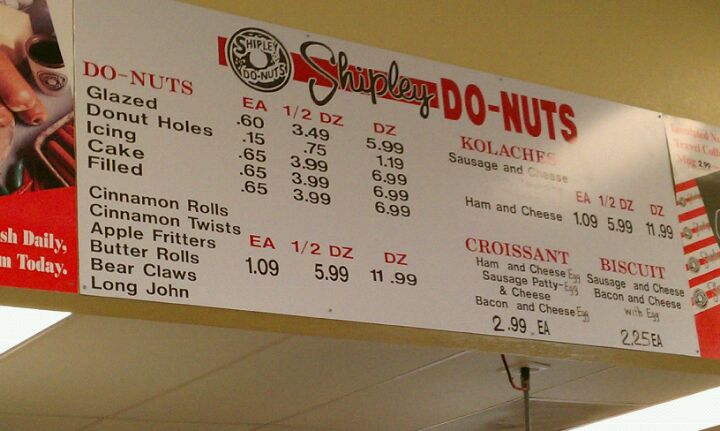 SHIPLEY
DO-NUTS
Shipley DO-NUTS
DO-NUTS
EA 1/2 DZ DZ
Glazed .60 3.49 5.99
Donut Holes .15 .75 1.19
Icing .65 3.99 6.99
Cake .65 3.99 6.99
Filled .65 3.99 6.99
Cinnamon Rolls
Cinnamon Twists
Apple Fritters
Butter Rolls
Bear Claws
Long John
EA 1/2 DZ DZ
1.09 5.99 11.99
KOLACHES
Sausage and Cheese
EA 1/2 DZ DZ
Ham and Cheese 1.09 5.99 11.99
CROISSANT
Ham and Cheese Egg
Sausage Patty-Egg
& Cheese
Bacon and Cheese Egg
2.99 EA
BISCUIT
Sausage and Cheese
Bacon and Cheese
with Egg
2.25 EA
sh Daily,
m Today.
Insulated
Travel
Mug 2.99